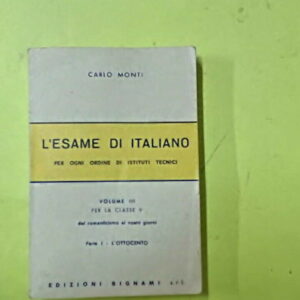 CARLO MONTI
L'ESAME DI ITALIANO
PER OGNI ORDINE DI ISTITUTI TECNICI
VOLUME III
PER LA CLASSE V
dal romanticismo ai nostri giorni
Parte I - L'OTTOCENTO
EDIZIONI BIGNAMI s.r.l.